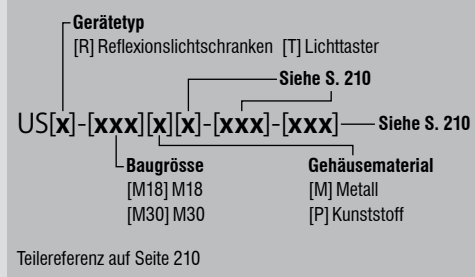 Gerätetyp
[R] Reflexionslichtschranken [T] Lichttaster
Siehe S. 210
US[x]-[xxx][x][x]-[xxx]-[xxx] Siehe S. 210
Baugrösse Gehäusematerial
[M18] M18 [M] Metall
[M30] M30 [P] Kunststoff
Teilereferenz auf Seite 210